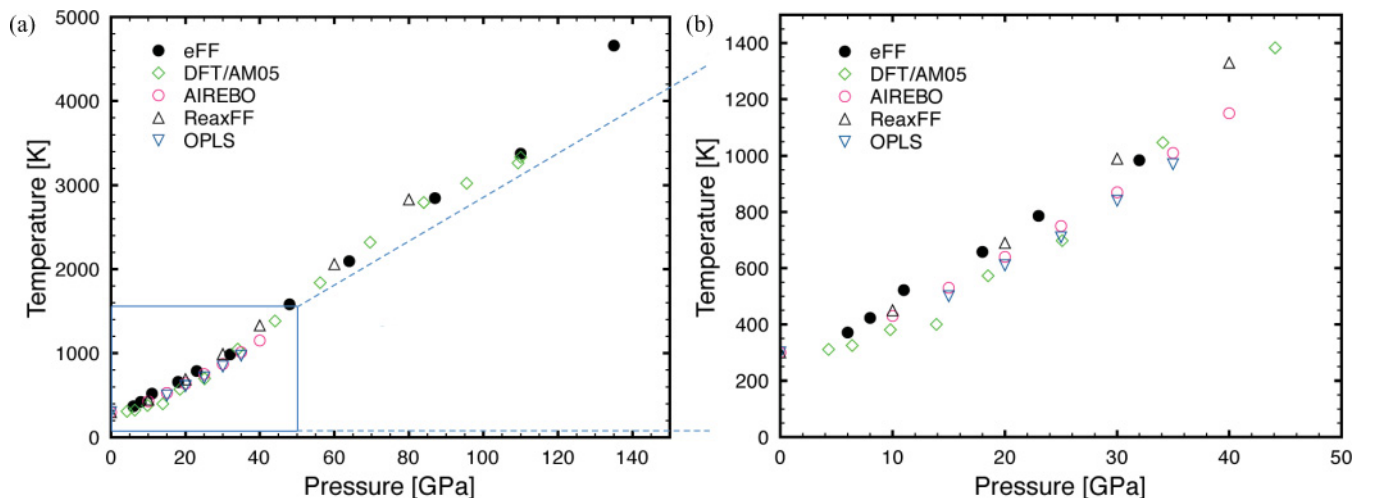 (a)
5000
4000
3000
2000
1000
0
Temperature [K]
eFF
DFT/AM05
AIREBO
ReaxFF
OPLS
0 20 40 60 80 100 120 140
Pressure [GPa]
(b)
1400
1200
1000
800
600
400
200
0
Temperature [K]
eFF
DFT/AM05
AIREBO
ReaxFF
OPLS
0 10 20 30 40 50
Pressure [GPa]